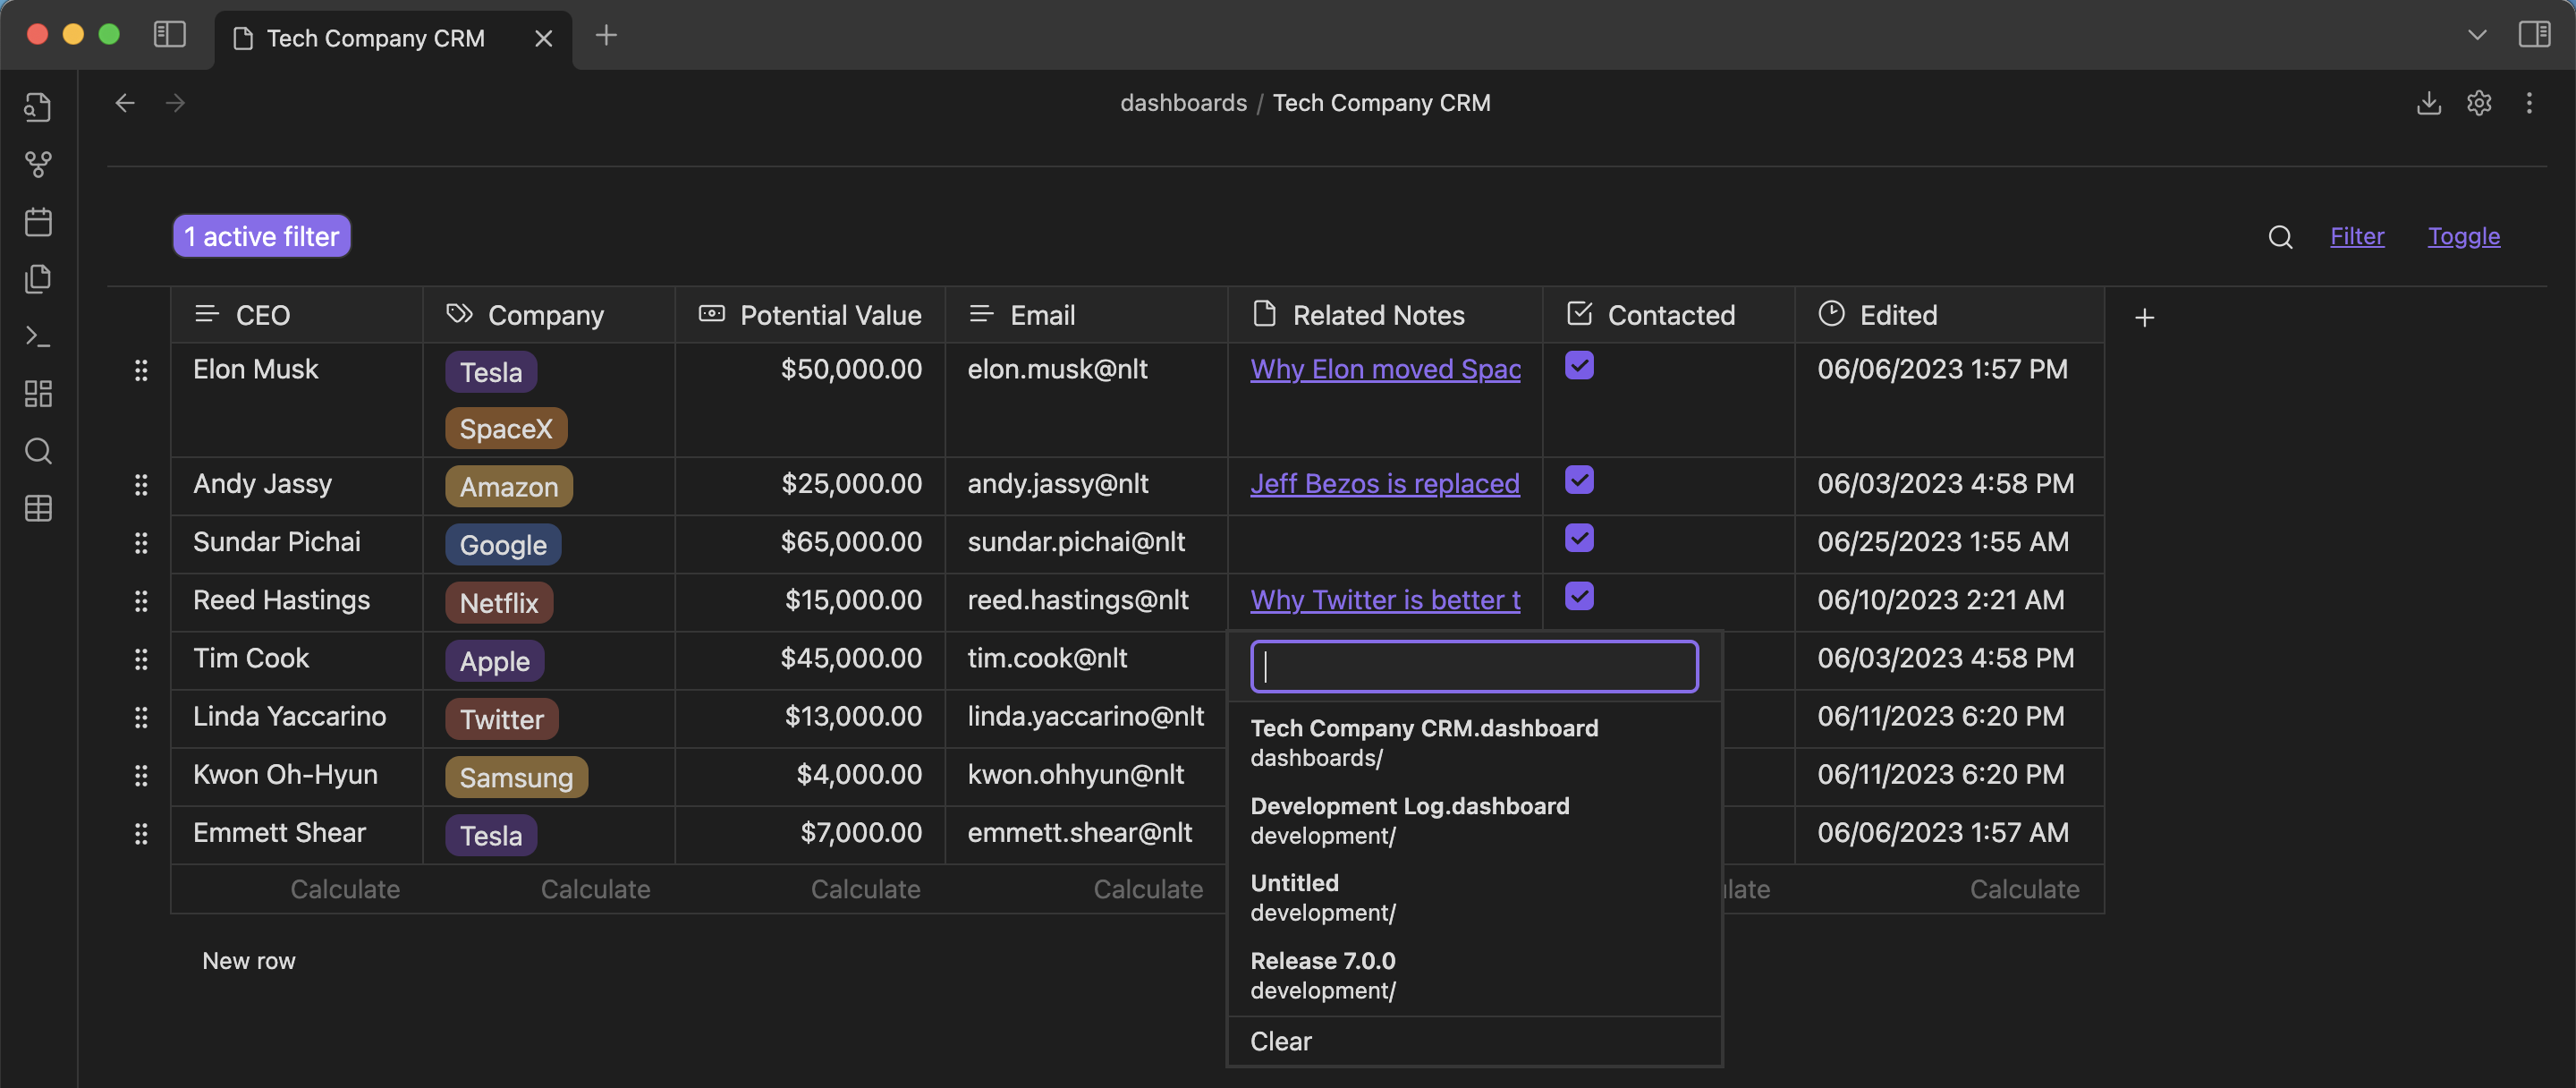 Tech Company CRM
dashboards / Tech Company CRM
1 active filter
Filter Toggle
CEO Company Potential Value Email Related Notes Contacted Edited
Elon Musk Tesla $50,000.00 elon.musk@nlt Why Elon moved Spac 06/06/2023 1:57 PM
SpaceX
Andy Jassy Amazon $25,000.00 andy.jassy@nlt Jeff Bezos is replaced 06/03/2023 4:58 PM
Sundar Pichai Google $65,000.00 sundar.pichai@nlt 06/25/2023 1:55 AM
Reed Hastings Netflix $15,000.00 reed.hastings@nlt Why Twitter is better t 06/10/2023 2:21 AM
Tim Cook Apple $45,000.00 tim.cook@nlt 06/03/2023 4:58 PM
Linda Yaccarino Twitter $13,000.00 linda.yaccarino@nlt 06/11/2023 6:20 PM
Kwon Oh-Hyun Samsung $4,000.00 kwon.ohhyun@nlt 06/11/2023 6:20 PM
Emmett Shear Tesla $7,000.00 emmett.shear@nlt 06/06/2023 1:57 AM
Calculate Calculate Calculate Calculate late Calculate
New row
Tech Company CRM.dashboard
dashboards/
Development Log.dashboard
development/
Untitled
development/
Release 7.0.0
development/
Clear